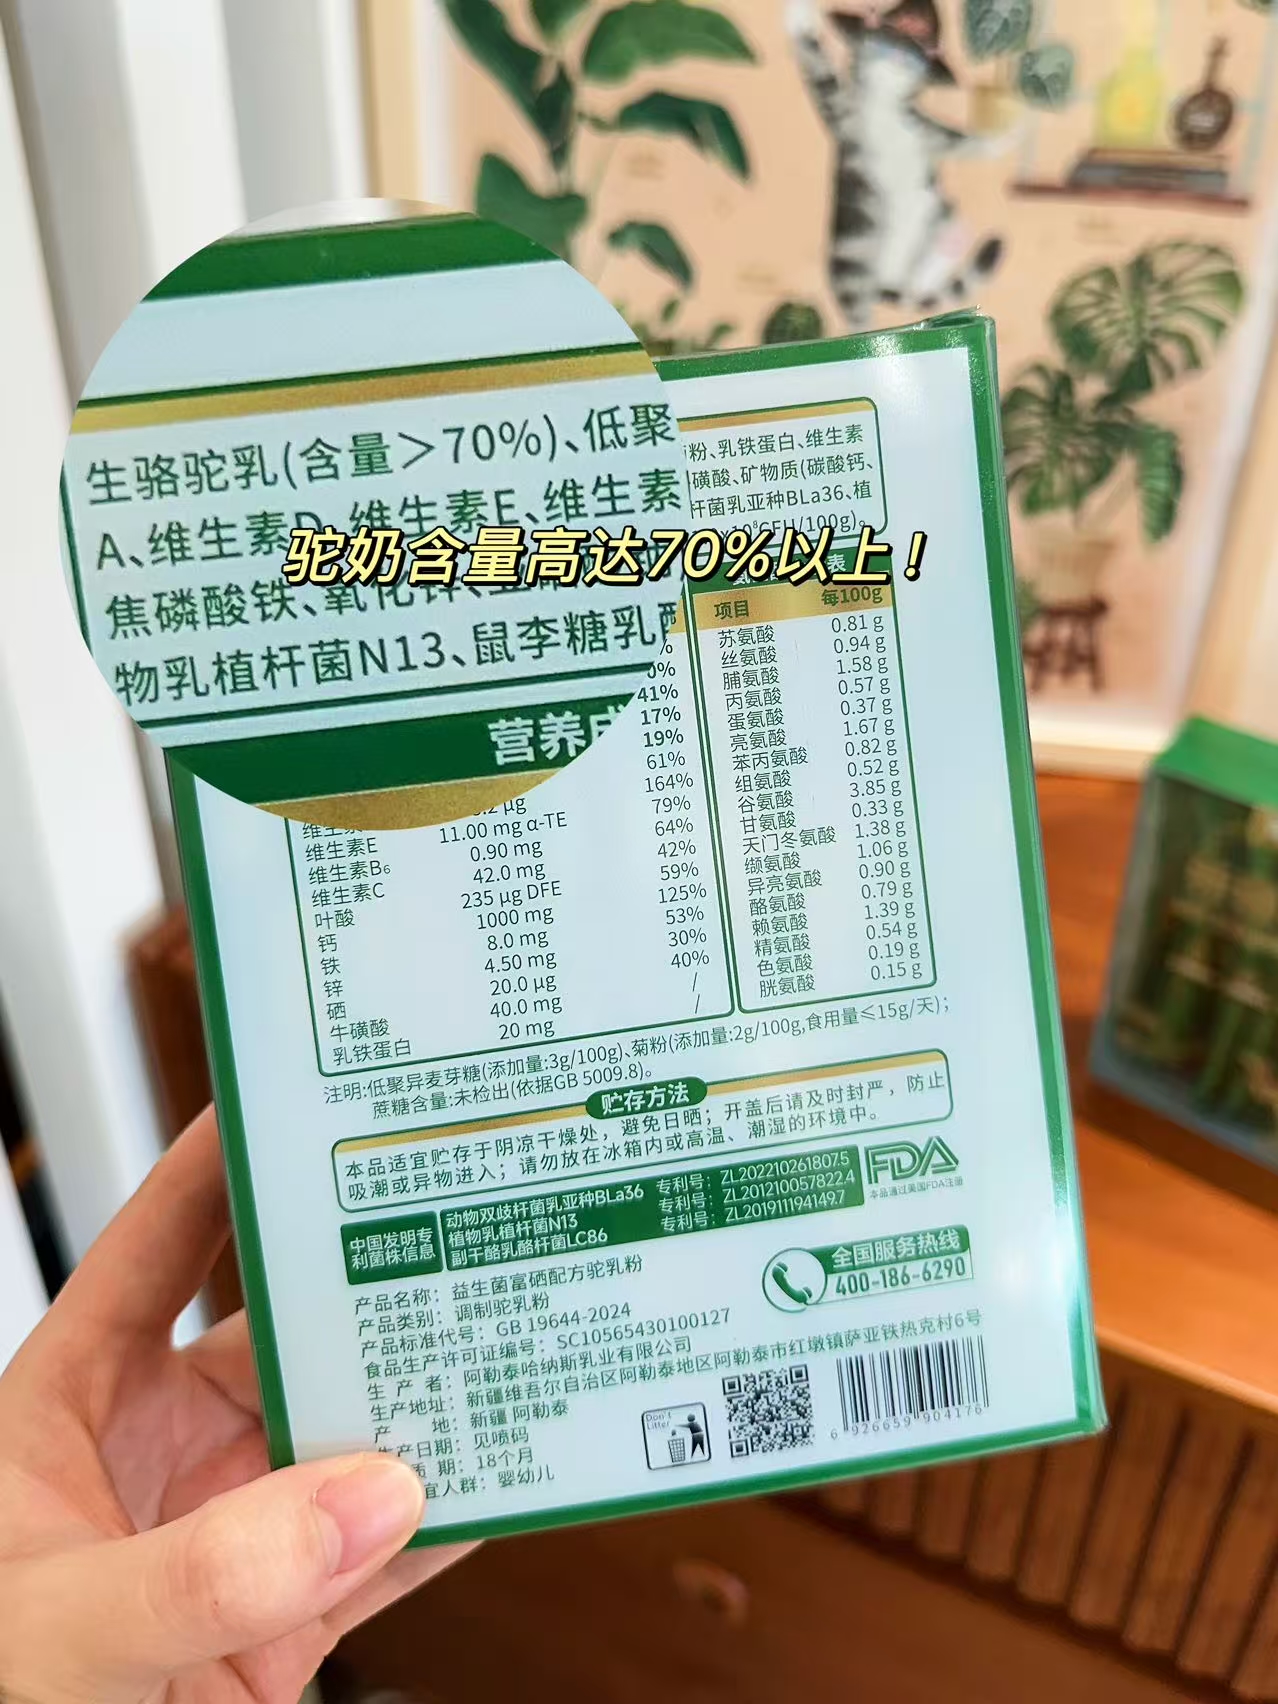 生骆驼乳(含量＞70%)、低聚
A、维生素D、维生素E、维生素
焦磷酸铁、氧化锌、
物乳植杆菌N13、鼠李糖乳
营养成
粉、乳铁蛋白、维生素
磺酸、矿物质(碳酸钙、
杆菌乳亚种BLa36、植
驼奶含量高达70%以上！
表
项目 每100g
苏氨酸 0.81 g
丝氨酸 0.94 g
脯氨酸 1.58 g
丙氨酸 0.57 g
蛋氨酸 0.37 g
亮氨酸 1.67 g
苯丙氨酸 0.82 g
组氨酸 0.52 g
谷氨酸 3.85 g
甘氨酸 0.33 g
天门冬氨酸 1.38 g
缬氨酸 1.06 g
异亮氨酸 0.90 g
酪氨酸 0.79 g
赖氨酸 1.39 g
精氨酸 0.54 g
色氨酸 0.19 g
胱氨酸 0.15 g
41%
17%
19%
61%
164%
79%
64%
42%
59%
125%
53%
30%
40%
/
/
维生素E 11.00 mg α-TE
维生素B₆ 0.90 mg
维生素C 42.0 mg
叶酸 235 μg DFE
钙 1000 mg
铁 8.0 mg
锌 4.50 mg
硒 20.0 μg
牛磺酸 40.0 mg
乳铁蛋白 20 mg
注明:低聚异麦芽糖(添加量:3g/100g)、菊粉(添加量:2g/100g,食用量≤15g/天)；
蔗糖含量:未检出(依据GB 5009.8)。
贮存方法
本品适宜贮存于阴凉干燥处，避免日晒；开盖后请及时封严，防止
吸潮或异物进入；请勿放在冰箱内或高温、潮湿的环境中。
中国发明专
利菌株信息
动物双歧杆菌乳亚种BLa36 专利号：ZL202210261807.5
植物乳植杆菌N13 专利号：ZL201210057822.4
副干酪乳酪杆菌LC86 专利号：ZL201911194149.7
FDA
本品通过美国FDA注册
全国服务热线
400-186-6290
产品名称：益生菌富硒配方驼乳粉
产品类别：调制驼乳粉
产品标准代号：GB 19644-2024
食品生产许可证编号：SC10565430100127
生 产 者：阿勒泰哈纳斯乳业有限公司
生产地址：新疆维吾尔自治区阿勒泰地区阿勒泰市红墩镇萨亚铁热克村6号
产 地：新疆 阿勒泰
生产日期：见喷码
质 期：18个月
宜人群：婴幼儿
Don't
Litter
6 926659 904176